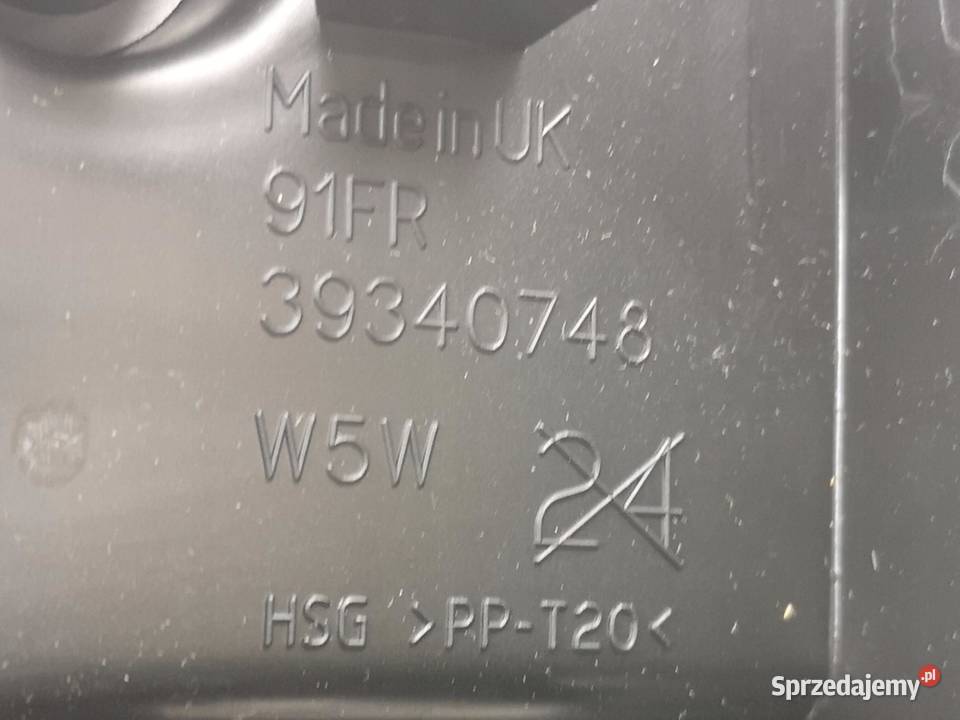 Made in UK
91FR
39340748
W5W
24
HSG >PP-T20<
Sprzedajemy.pl